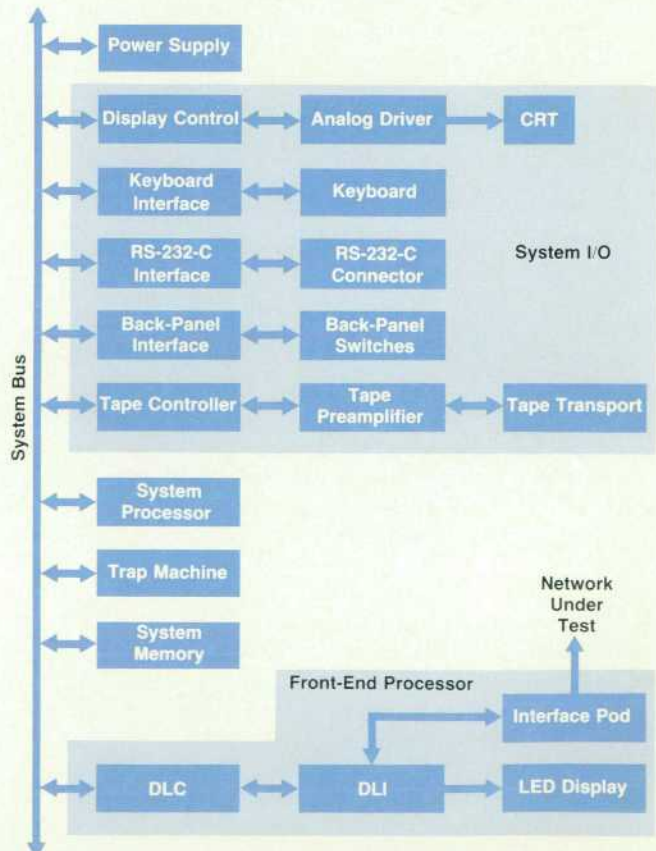 Power Supply
Display Control
Analog Driver
CRT
Keyboard
Interface
Keyboard
RS-232-C
Interface
RS-232-C
Connector
System I/O
Back-Panel
Interface
Back-Panel
Switches
Tape Controller
Tape
Preamplifier
Tape Transport
System Bus
System
Processor
Trap Machine
System
Memory
Network
Under
Test
Front-End Processor
Interface Pod
DLC
DLI
LED Display